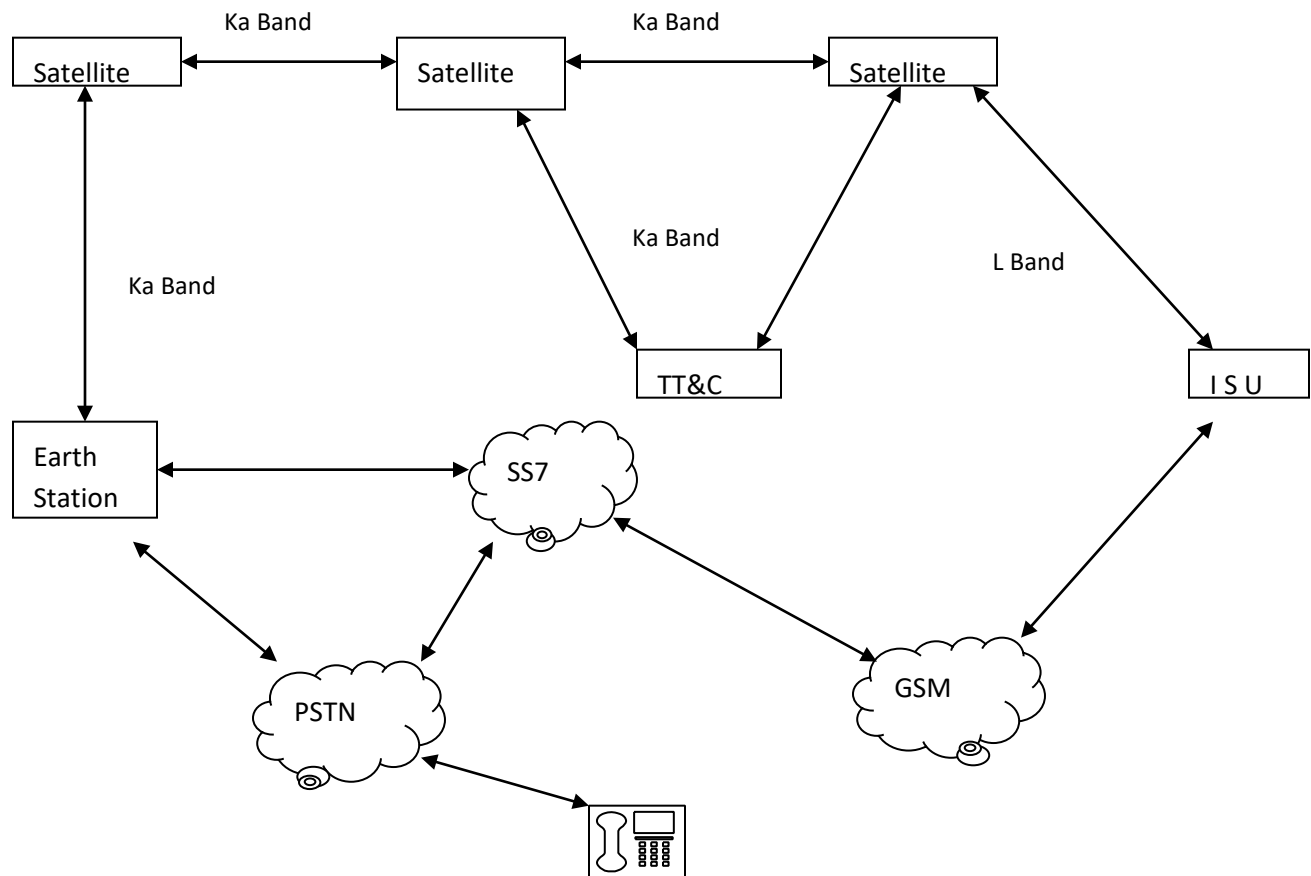 Ka Band
Ka Band
Satellite
Satellite
Satellite
Ka Band
L Band
Ka Band
TT&C
I S U
Earth
Station
SS7
GSM
PSTN